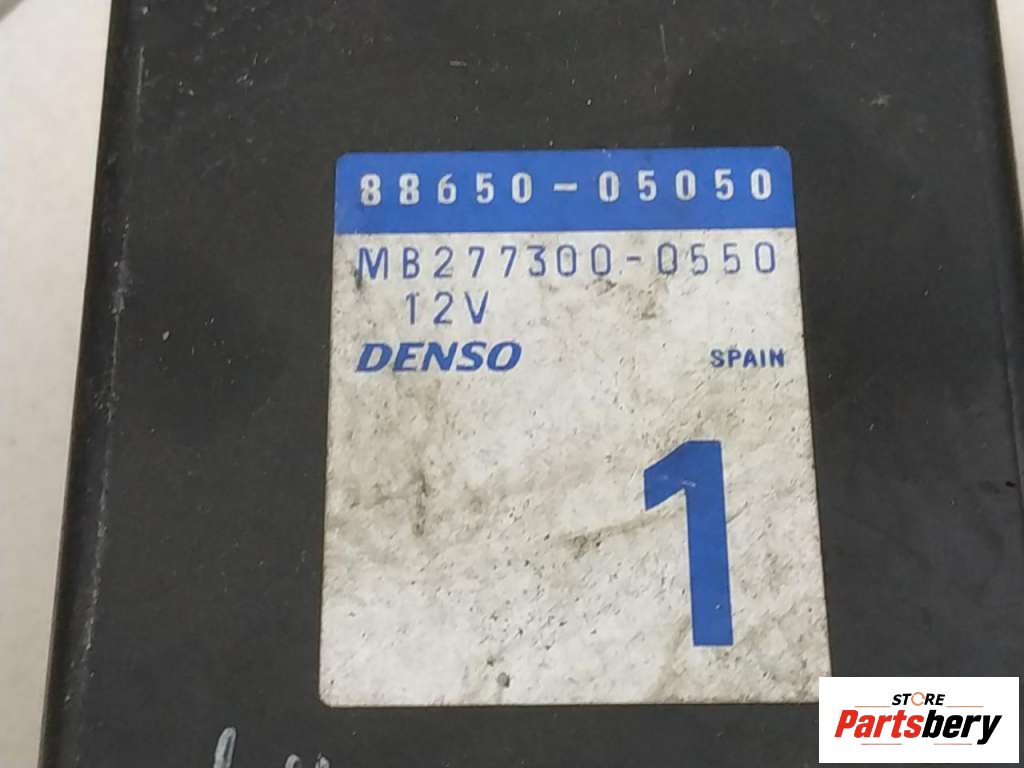 88650-05050
MB277300-0550
12V
DENSO SPAIN
1
STORE
Partsbery